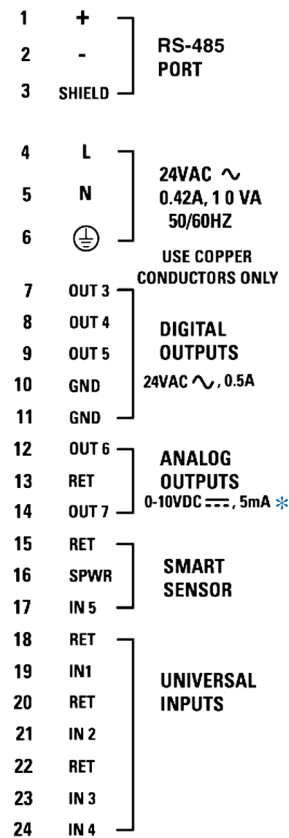 1 +
2 -
3 SHIELD
RS-485
PORT
4 L
5 N
6
24VAC ∿
0.42A, 1 0 VA
50/60HZ
USE COPPER
CONDUCTORS ONLY
7 OUT 3
8 OUT 4
9 OUT 5
10 GND
11 GND
DIGITAL
OUTPUTS
24VAC ∿, 0.5A
12 OUT 6
13 RET
14 OUT 7
ANALOG
OUTPUTS
0-10VDC ⎓, 5mA *
15 RET
16 SPWR
17 IN 5
SMART
SENSOR
18 RET
19 IN1
20 RET
21 IN 2
22 RET
23 IN 3
24 IN 4
UNIVERSAL
INPUTS